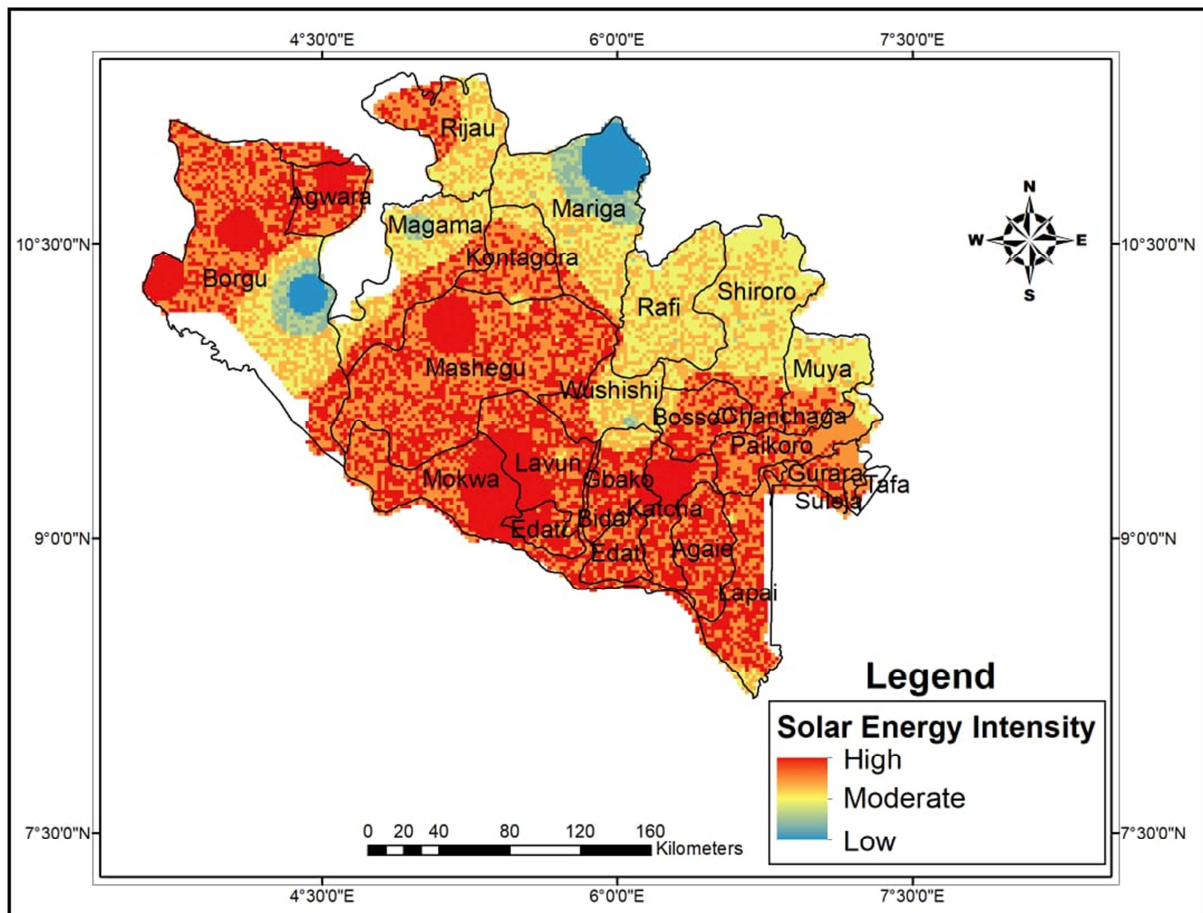 4°30'0"E 6°0'0"E 7°30'0"E
Rijau
Agwara
Mariga
Magama
N
W E
S
10°30'0"N 10°30'0"N
Kontagora
Borgu
Shiroro
Rafi
Mashegu
Muya
Wushishi
Bosso Chanchaga
Paikoro
Lavun
Mokwa Gbako Gurara
Tafa
Suleja
Katcha
Bida
Edati
9°0'0"N 9°0'0"N
Edati Agaie
Lapai
Legend
Solar Energy Intensity
High
Moderate
Low
7°30'0"N 7°30'0"N
0 20 40 80 120 160
Kilometers
4°30'0"E 6°0'0"E 7°30'0"E